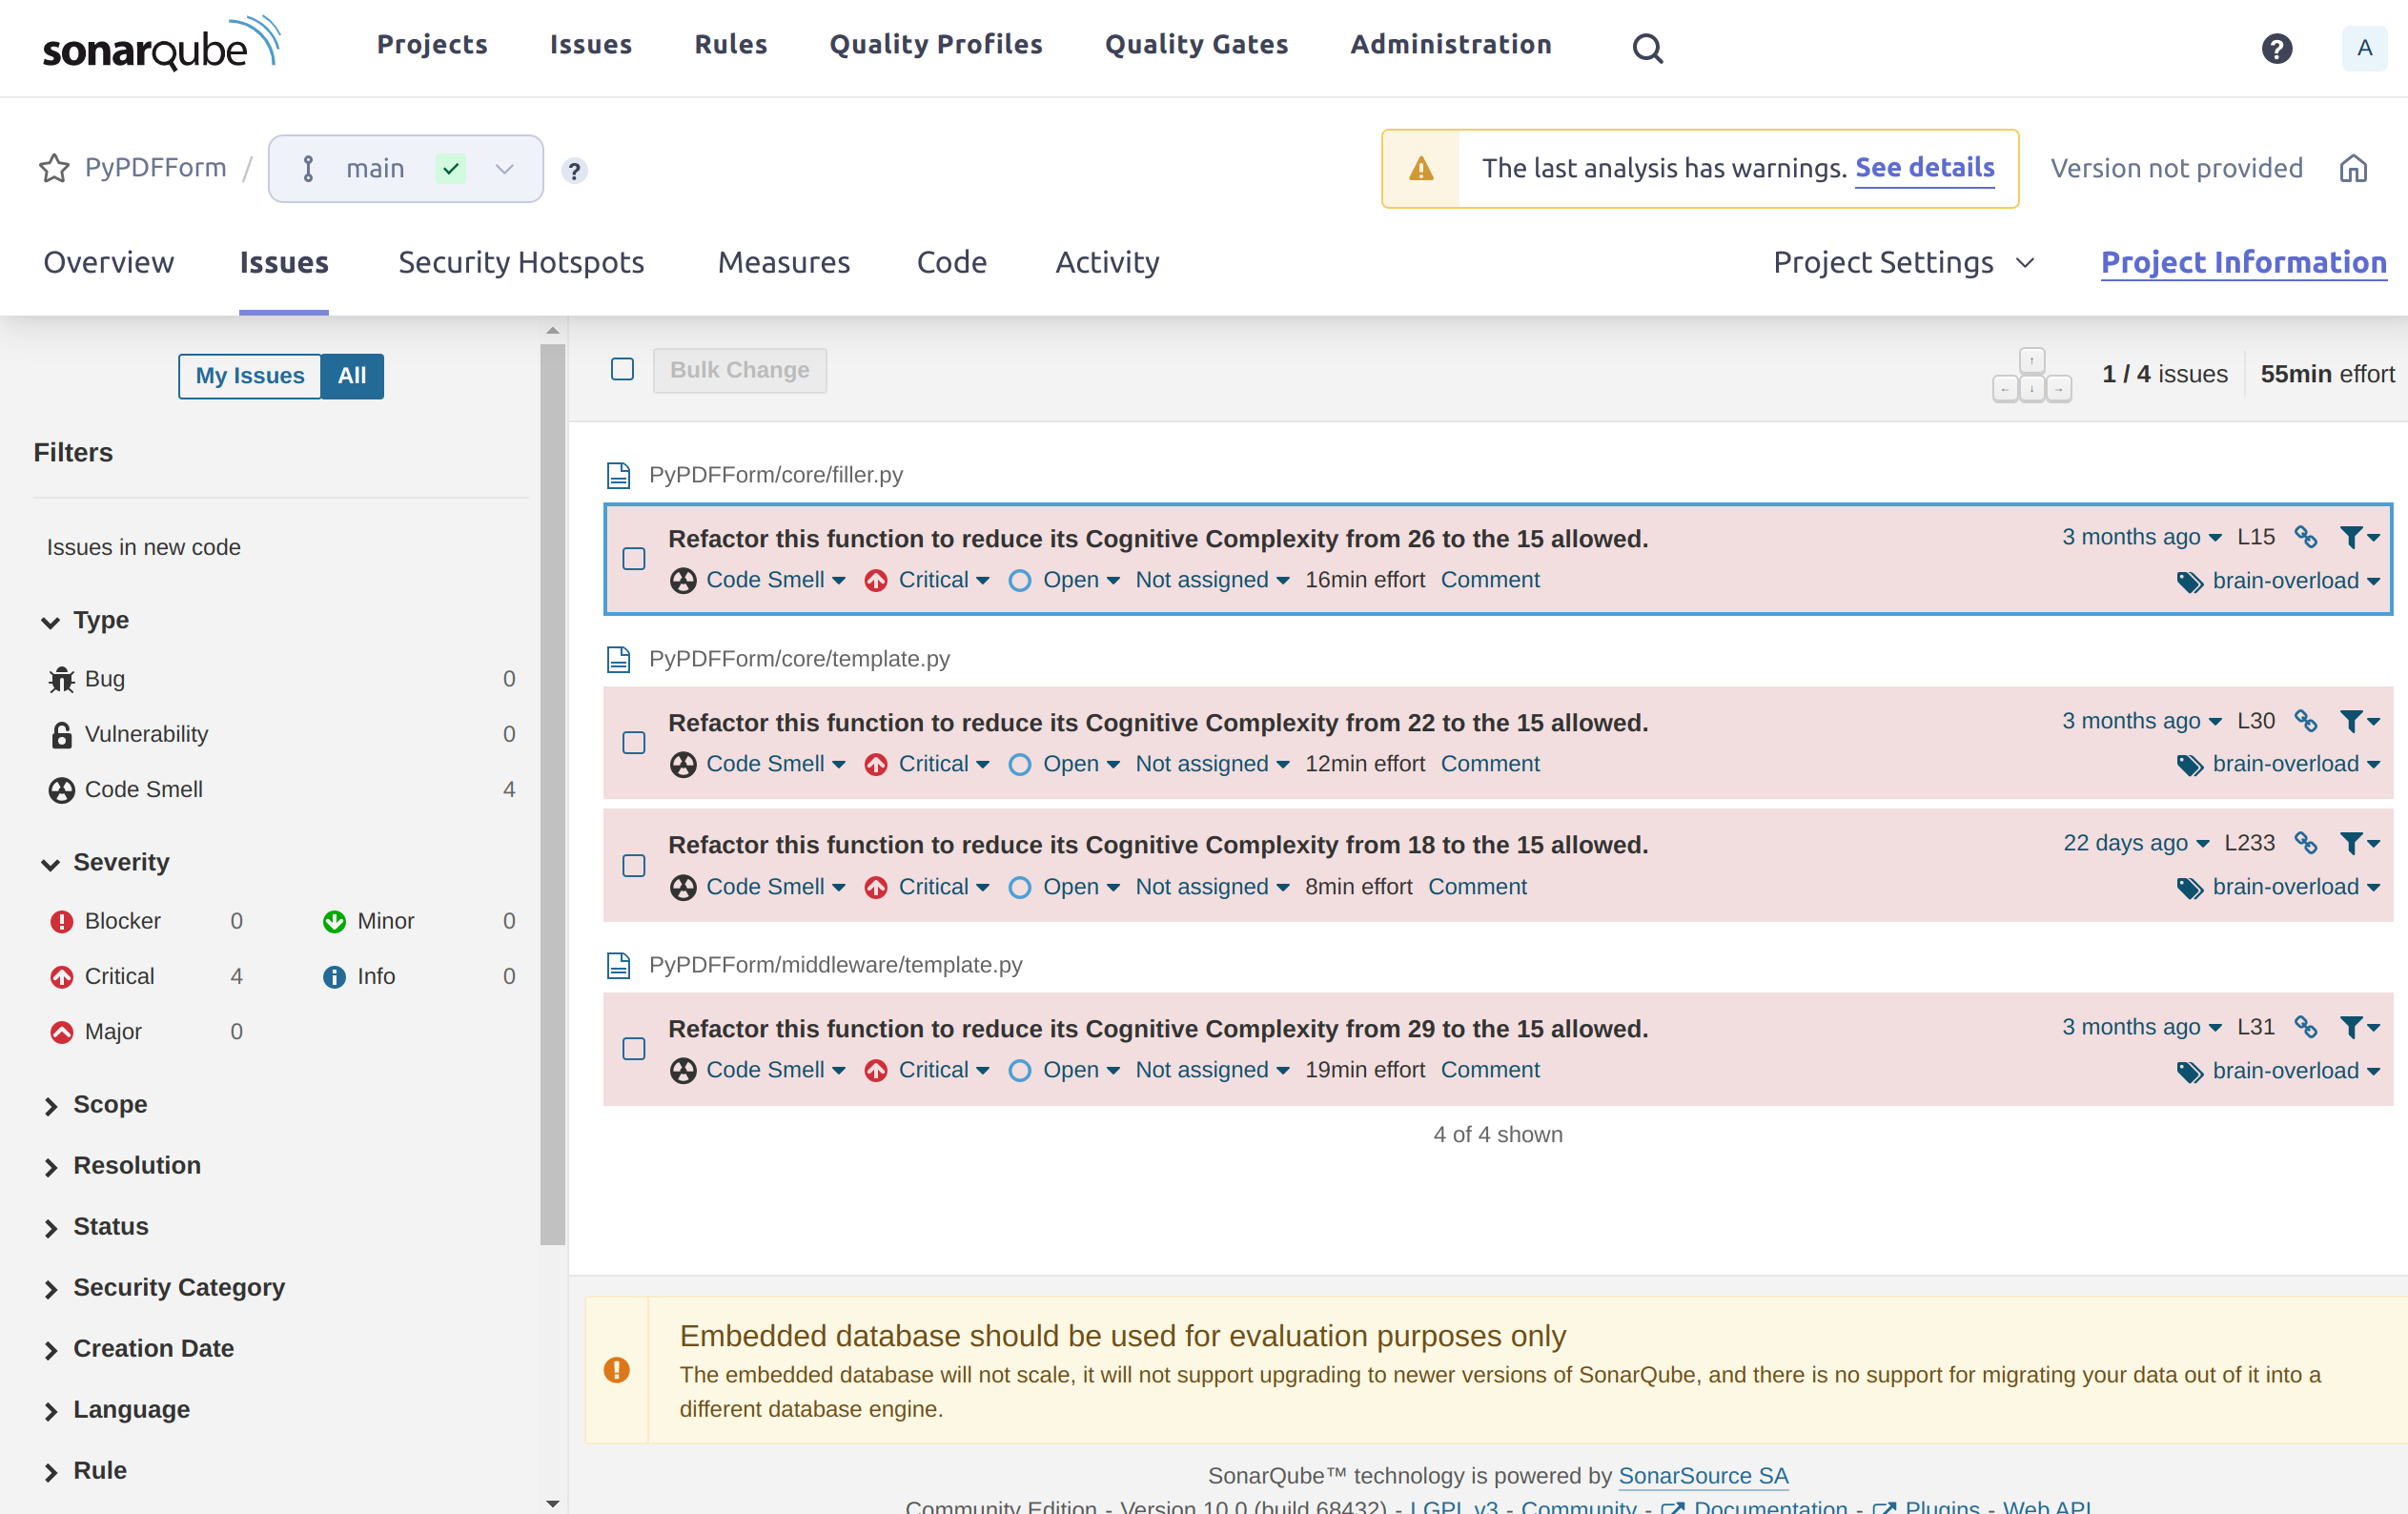 sonarqube Projects Issues Rules Quality Profiles Quality Gates Administration ? A
PyPDFForm / main ? The last analysis has warnings. See details Version not provided
Overview Issues Security Hotspots Measures Code Activity Project Settings Project Information
My Issues All
Filters
Issues in new code
Type
Bug 0
Vulnerability 0
Code Smell 4
Severity
Blocker 0 Minor 0
Critical 4 Info 0
Major 0
Scope
Resolution
Status
Security Category
Creation Date
Language
Rule
Bulk Change 1 / 4 issues 55min effort
PyPDFForm/core/filler.py
Refactor this function to reduce its Cognitive Complexity from 26 to the 15 allowed. 3 months ago L15
Code Smell Critical Open Not assigned 16min effort Comment brain-overload
PyPDFForm/core/template.py
Refactor this function to reduce its Cognitive Complexity from 22 to the 15 allowed. 3 months ago L30
Code Smell Critical Open Not assigned 12min effort Comment brain-overload
Refactor this function to reduce its Cognitive Complexity from 18 to the 15 allowed. 22 days ago L233
Code Smell Critical Open Not assigned 8min effort Comment brain-overload
PyPDFForm/middleware/template.py
Refactor this function to reduce its Cognitive Complexity from 29 to the 15 allowed. 3 months ago L31
Code Smell Critical Open Not assigned 19min effort Comment brain-overload
4 of 4 shown
Embedded database should be used for evaluation purposes only
The embedded database will not scale, it will not support upgrading to newer versions of SonarQube, and there is no support for migrating your data out of it into a
different database engine.
SonarQube™ technology is powered by SonarSource SA
Community Edition - Version 10.0 (build 68432) - LGPL v3 - Community - Documentation - Plugins - Web API